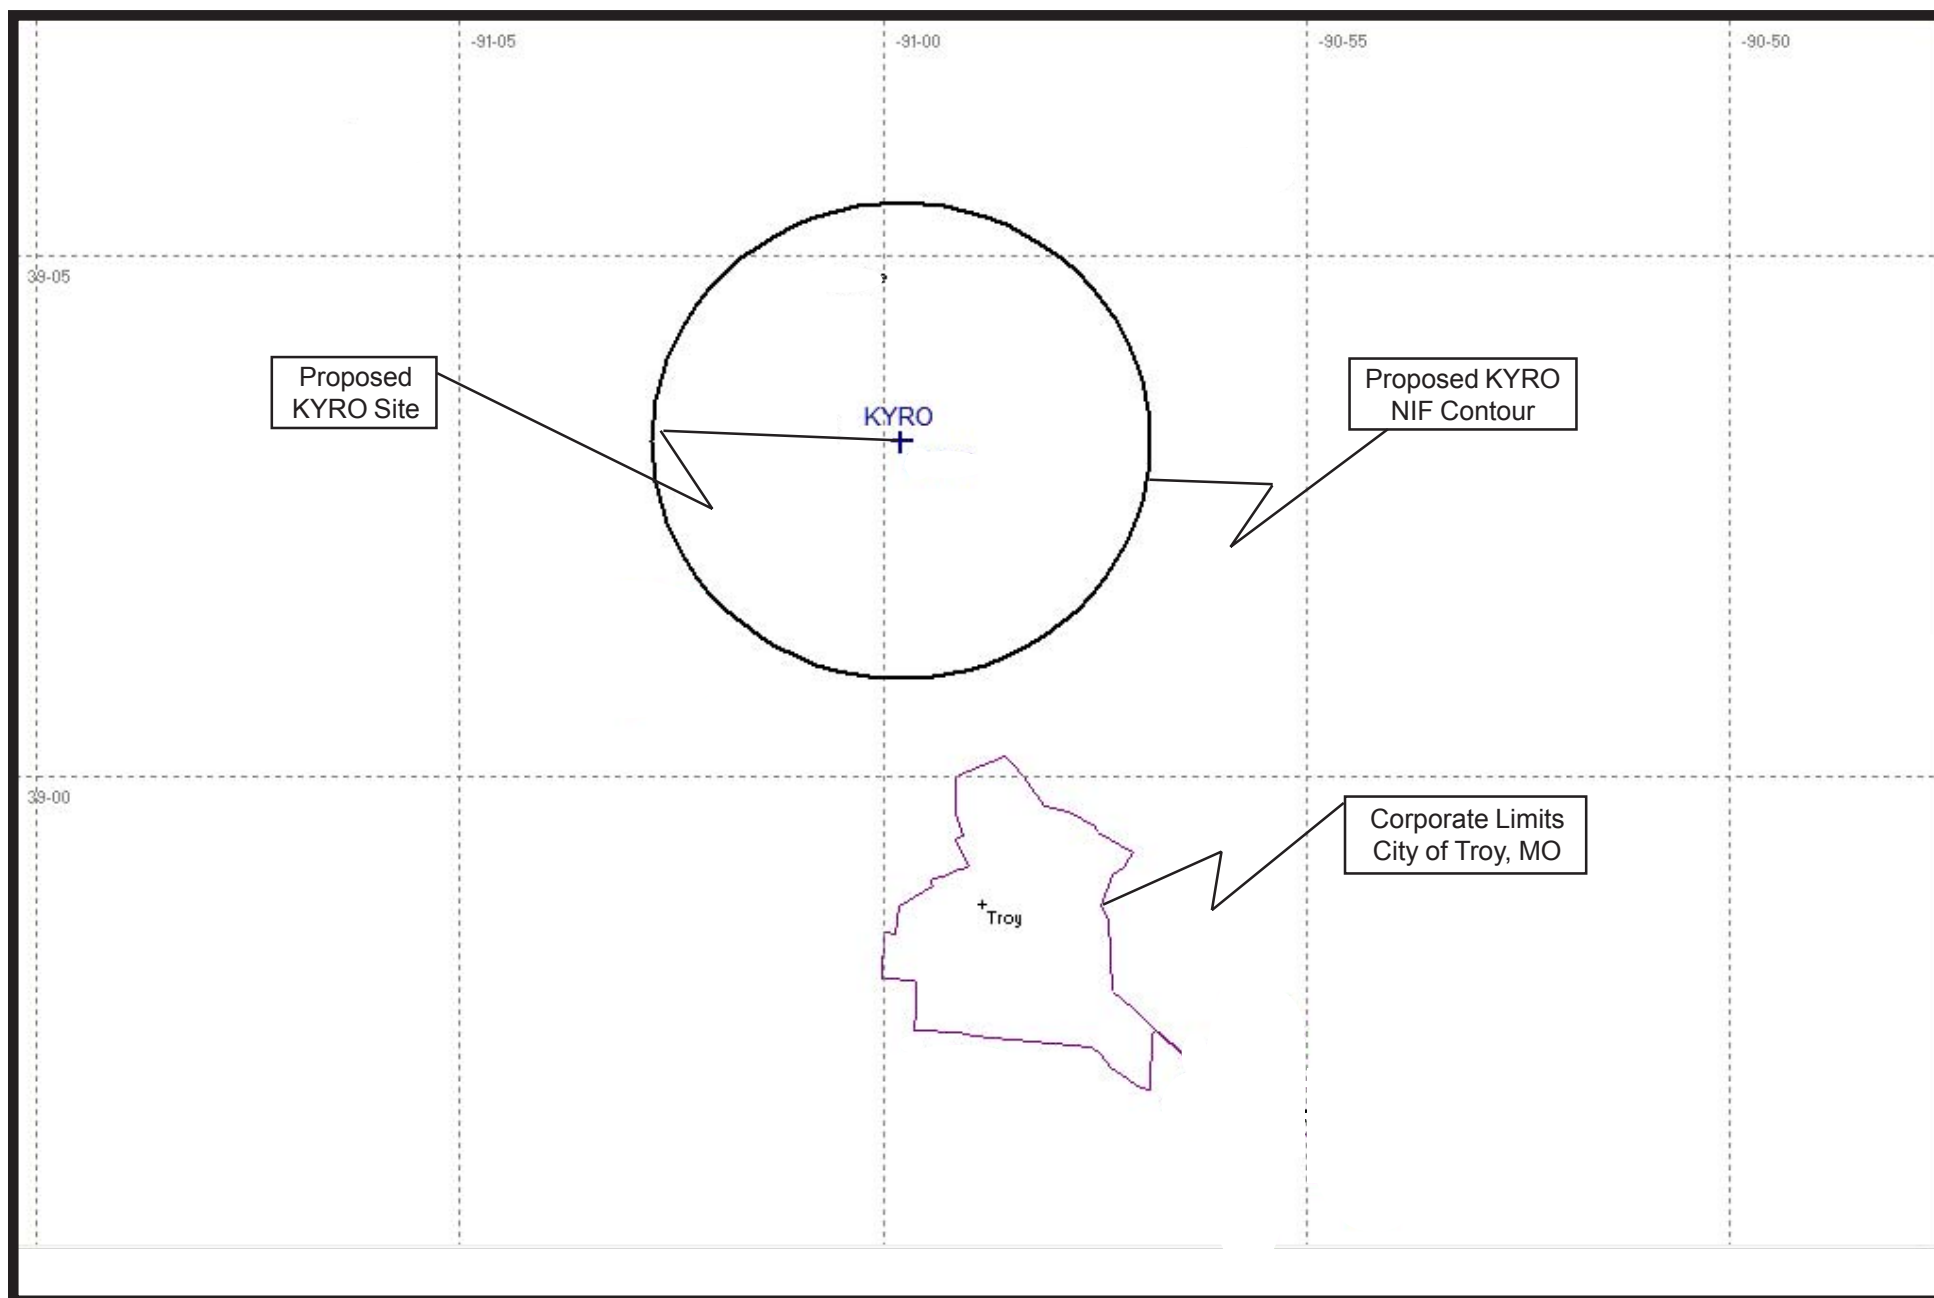 -91-05
-91-00
-90-55
-90-50
39-05
Proposed
KYRO Site
KYRO
Proposed KYRO
NIF Contour
39-00
Corporate Limits
City of Troy, MO
Troy